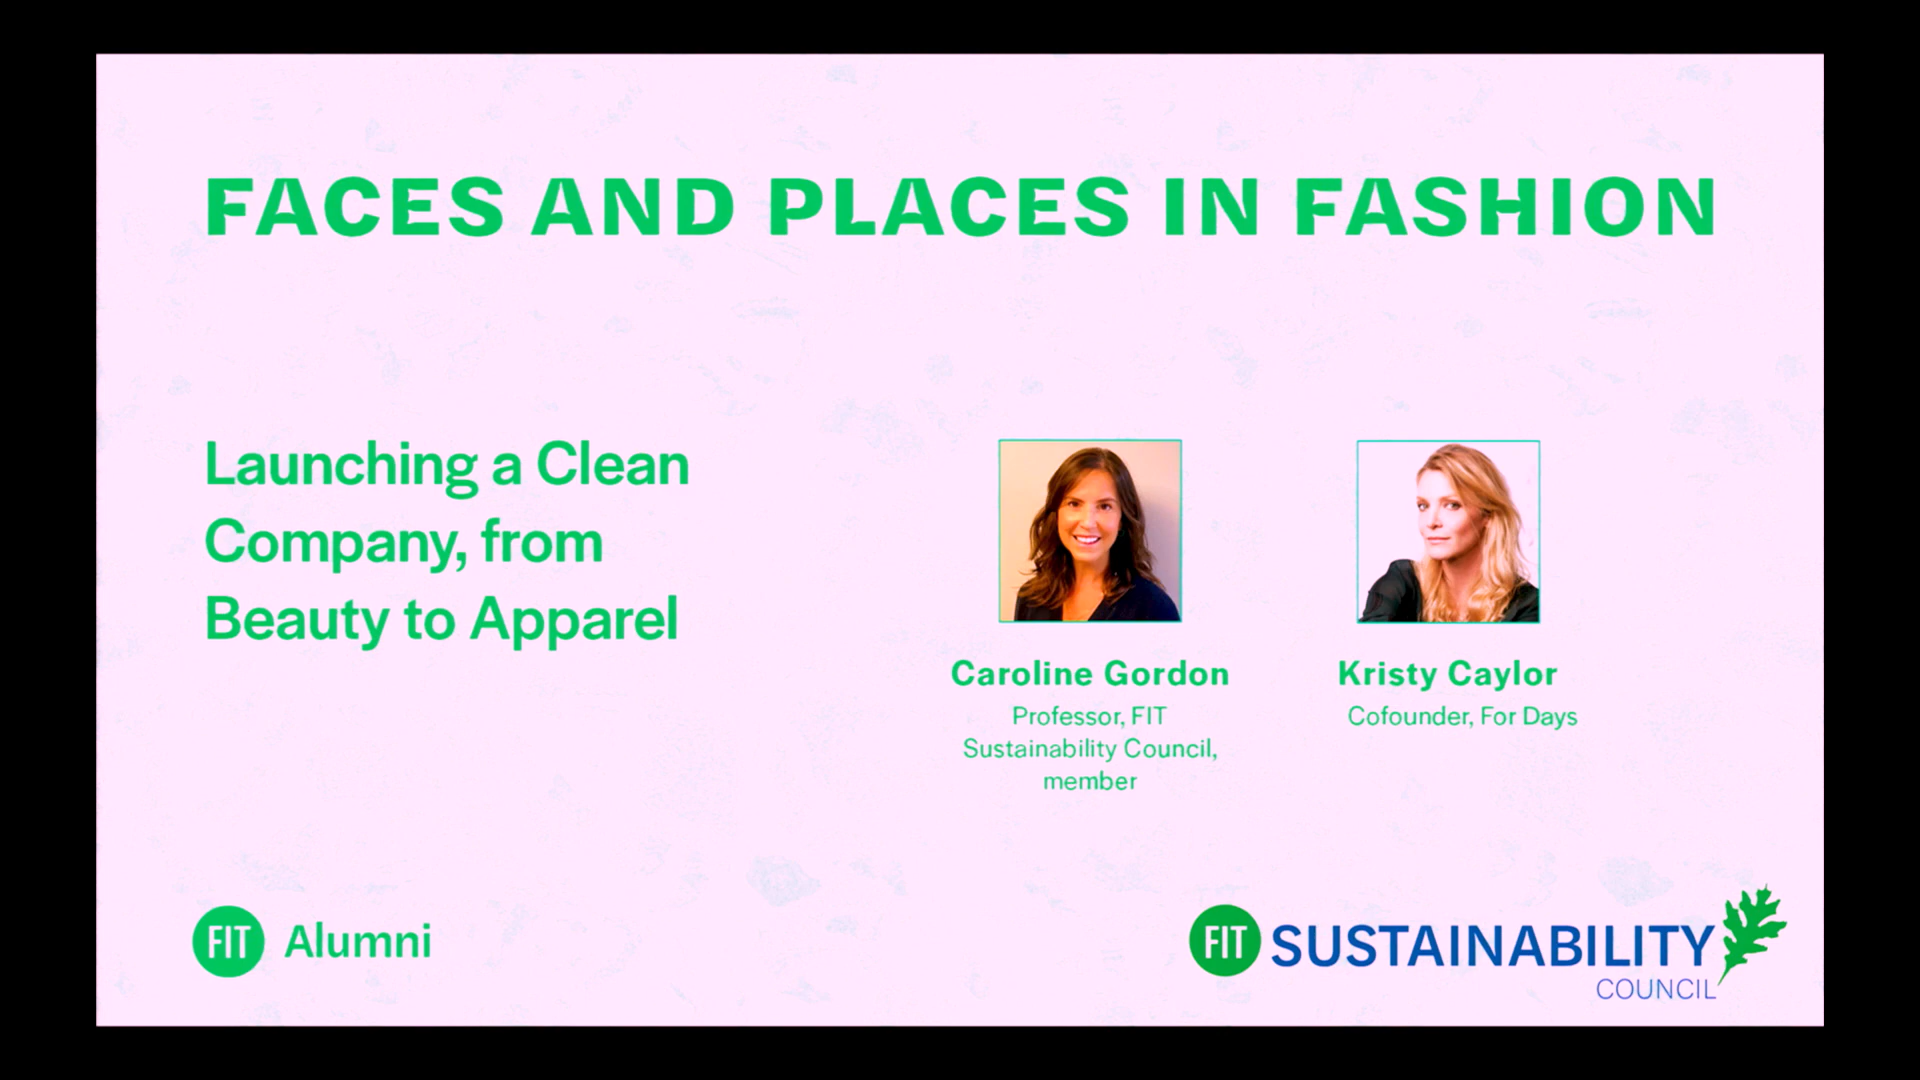 FACES AND PLACES IN FASHION
Launching a Clean
Company, from
Beauty to Apparel
Caroline Gordon
Professor, FIT
Sustainability Council,
member
Kristy Caylor
Cofounder, For Days
FIT Alumni
FIT SUSTAINABILITY
COUNCIL